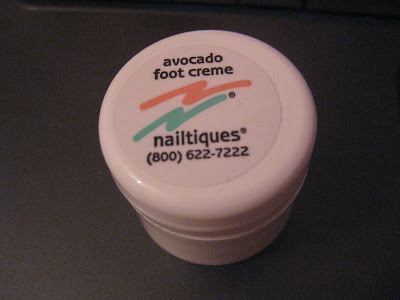 avocado
foot creme
®
nailtiques®
(800) 622-7222